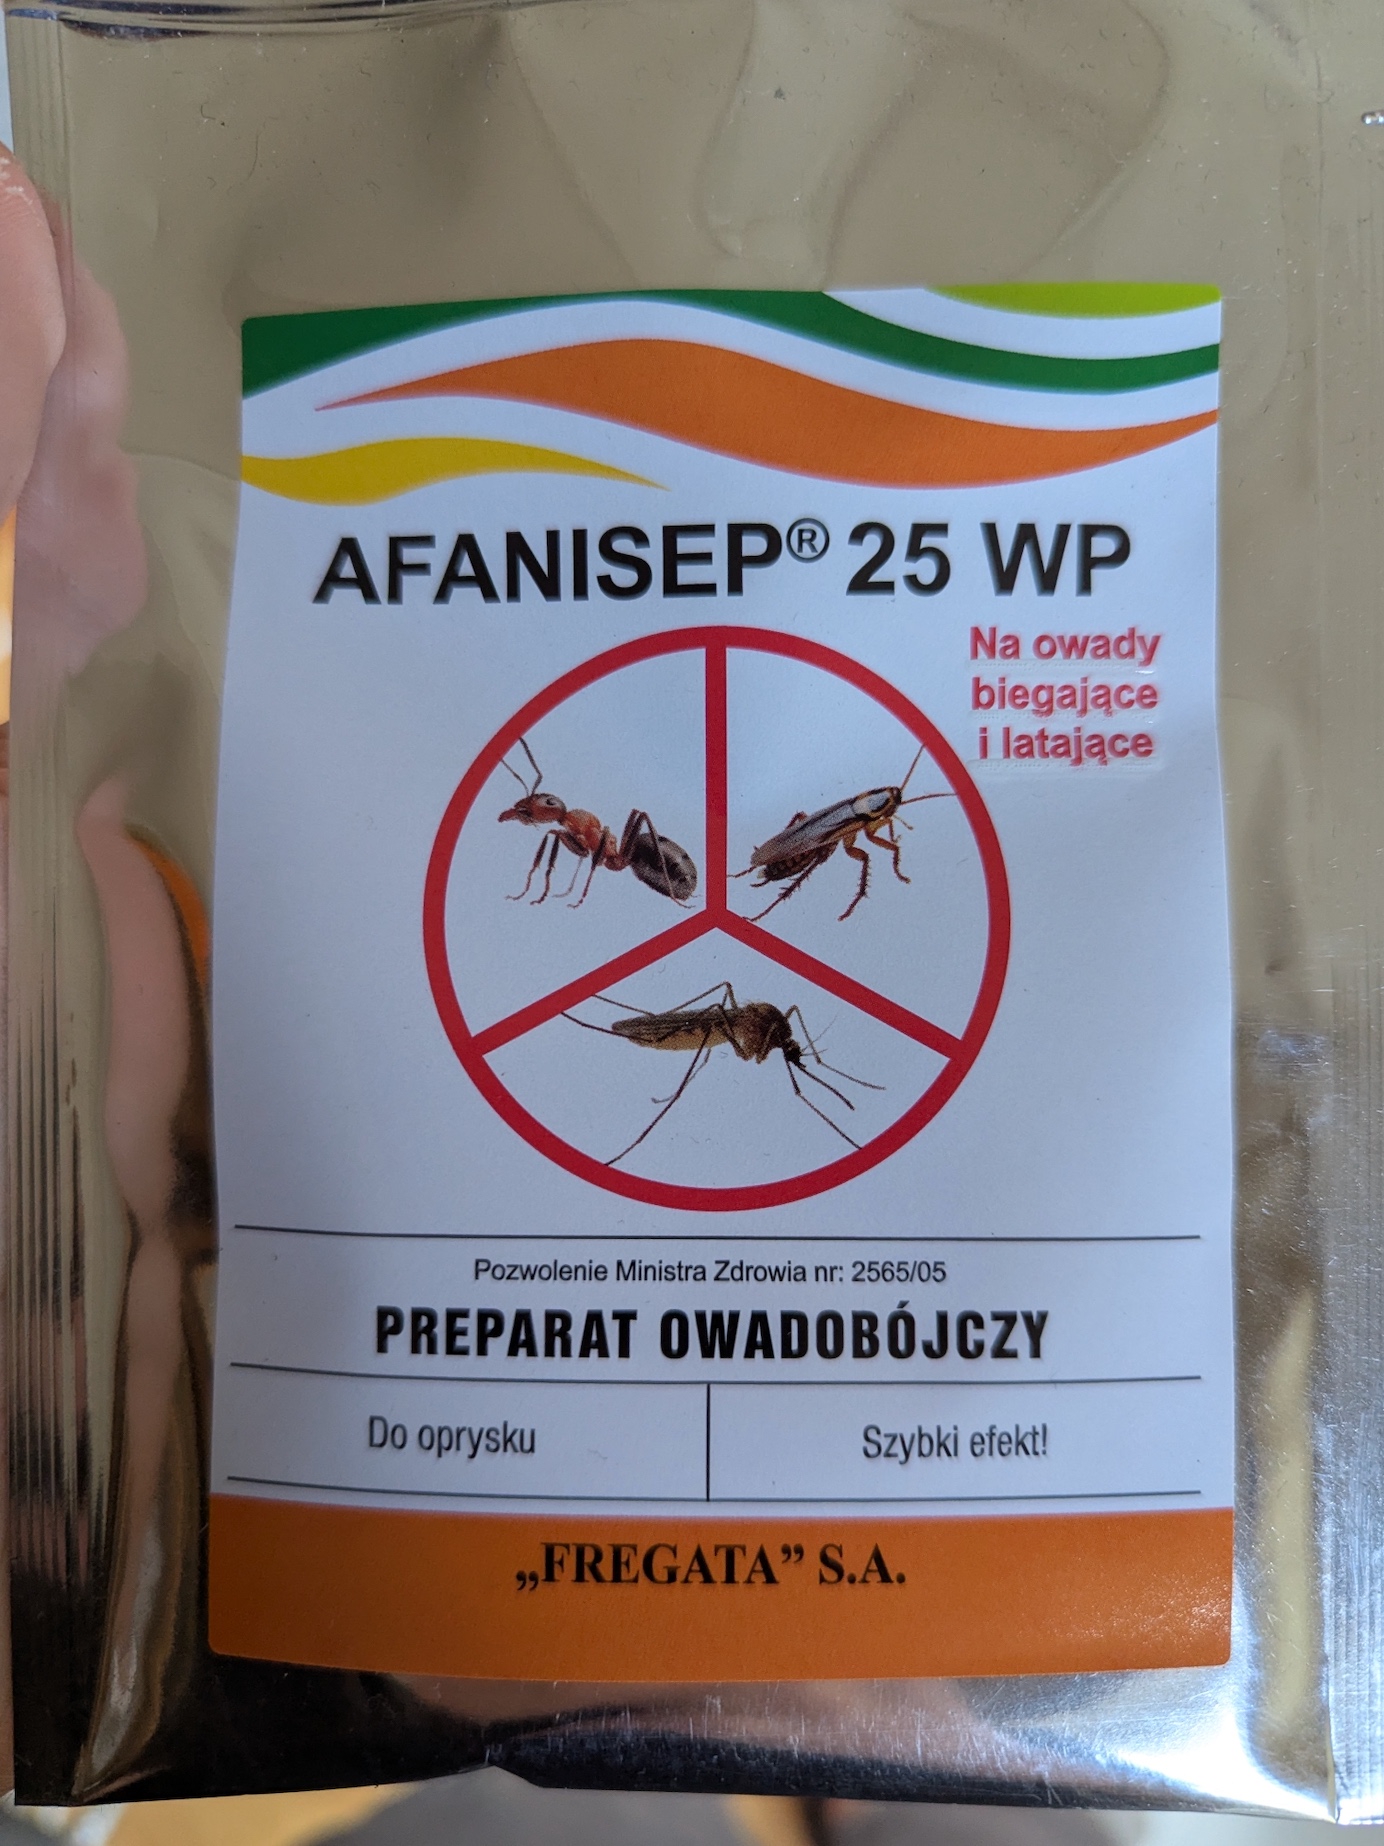 AFANISEP® 25 WP
Na owady
biegające
i latające
Pozwolenie Ministra Zdrowia nr: 2565/05
PREPARAT OWADOBÓJCZY
Do oprysku
Szybki efekt!
„FREGATA” S.A.